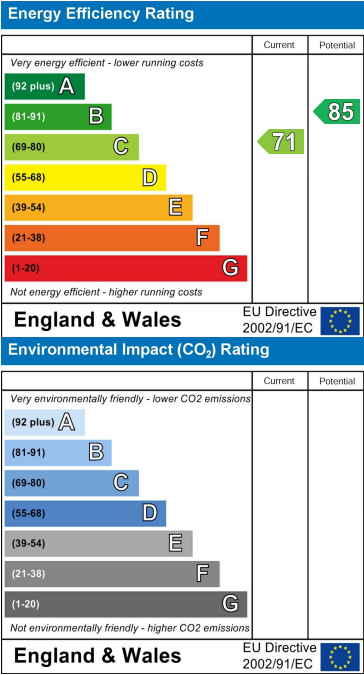 Energy Efficiency Rating
Current Potential
Very energy efficient - lower running costs
(92 plus) A
(81-91) B
(69-80) C
(55-68) D
(39-54) E
(21-38) F
(1-20) G
71
85
Not energy efficient - higher running costs
England & Wales
EU Directive
2002/91/EC
Environmental Impact (CO₂) Rating
Current Potential
Very environmentally friendly - lower CO2 emissions
(92 plus) A
(81-91) B
(69-80) C
(55-68) D
(39-54) E
(21-38) F
(1-20) G
Not environmentally friendly - higher CO2 emissions
England & Wales
EU Directive
2002/91/EC